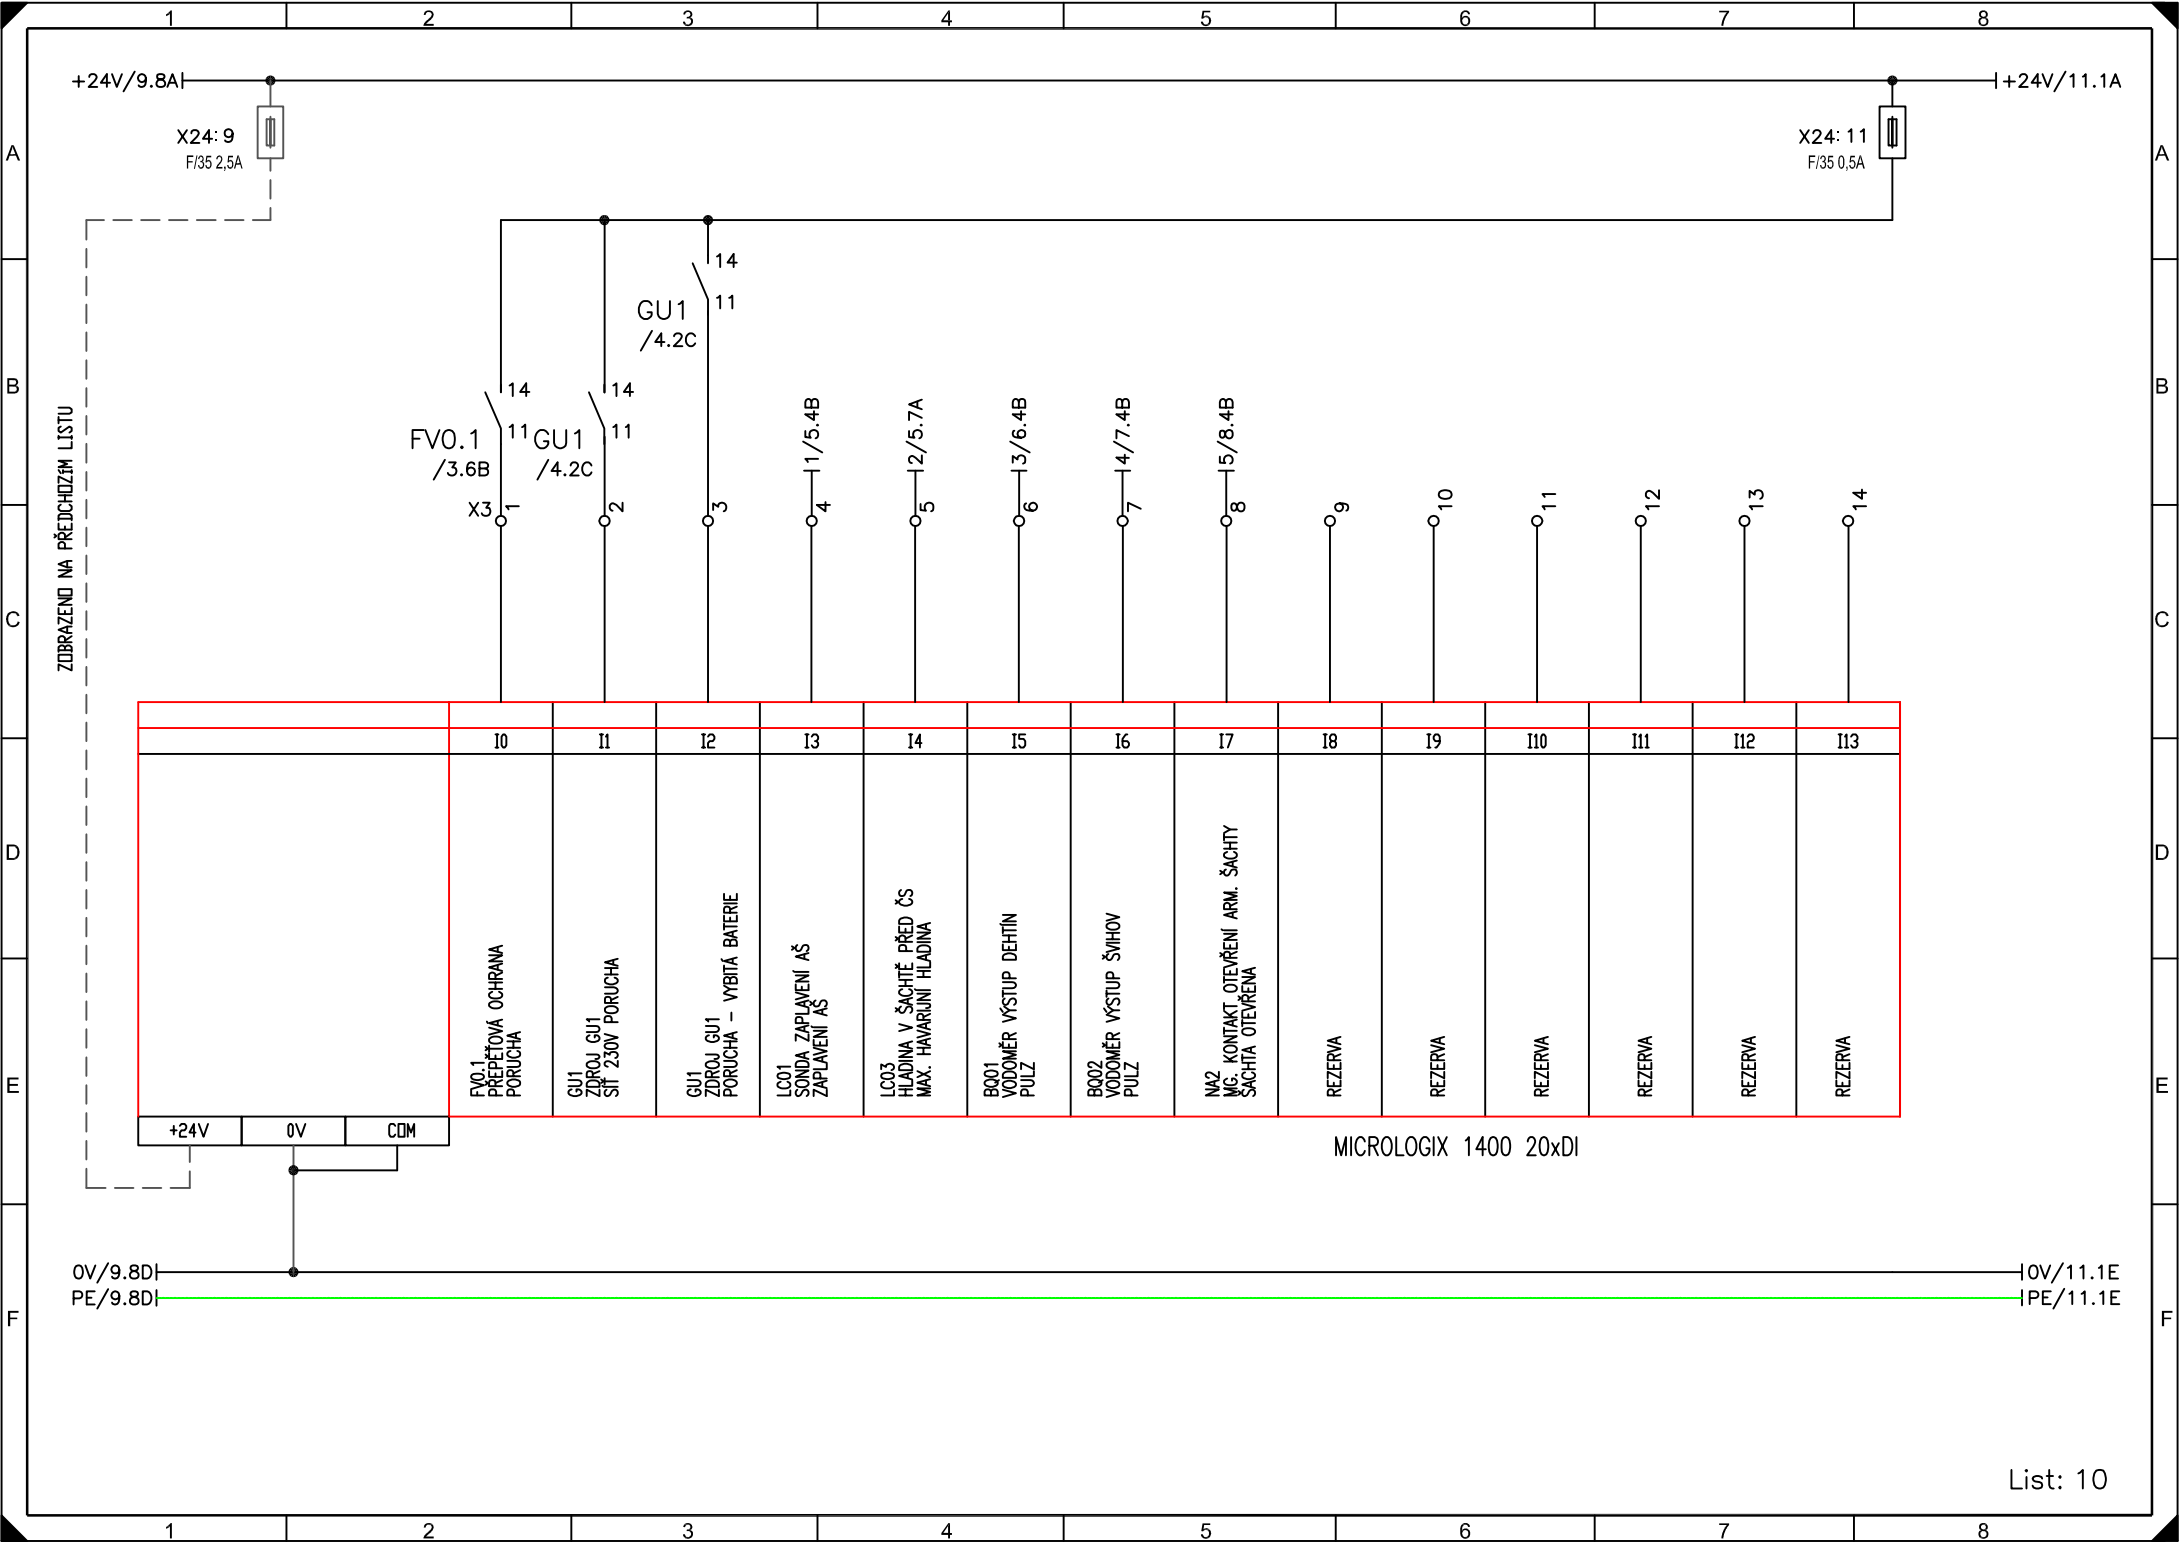 1 2 3 4 5 6 7 8
+24V/9.8A
+24V/11.1A
X24: 9
F/35 2,5A
X24: 11
F/35 0,5A
A
A
14
11
GU1
/4.2C
B
B
14
11
FV0.1
/3.6B
14
11
GU1
/4.2C
1/5.4B
2/5.7A
3/6.4B
4/7.4B
5/8.4B
ZOBRAZENO NA PŘEDCHOZÍM LISTU
X3
1 2 3 4 5 6 7 8 9 10 11 12 13 14
C
C
I0 I1 I2 I3 I4 I5 I6 I7 I8 I9 I10 I11 I12 I13
D
D
FV0.1
PŘEPĚŤOVÁ OCHRANA
PORUCHA
GU1
ZDROJ GU1
SÍŤ 230V PORUCHA
GU1
ZDROJ GU1
PORUCHA – VYBITÁ BATERIE
LC01
SONDA ZAPLAVENÍ AŠ
ZAPLAVENÍ AŠ
LC03
HLADINA V ŠACHTĚ PŘED ČS
MAX. HAVARIJNÍ HLADINA
BQ01
VODOMĚR VÝSTUP DEHTÍN
PULZ
BQ02
VODOMĚR VÝSTUP ŠVIHOV
PULZ
NA2
MG. KONTAKT OTEVŘENÍ ARM. ŠACHTY
ŠACHTA OTEVŘENA
REZERVA
REZERVA
REZERVA
REZERVA
REZERVA
REZERVA
E
E
+24V 0V COM
MICROLOGIX 1400 20xDI
0V/9.8D
0V/11.1E
PE/9.8D
PE/11.1E
F
F
List: 10
1 2 3 4 5 6 7 8